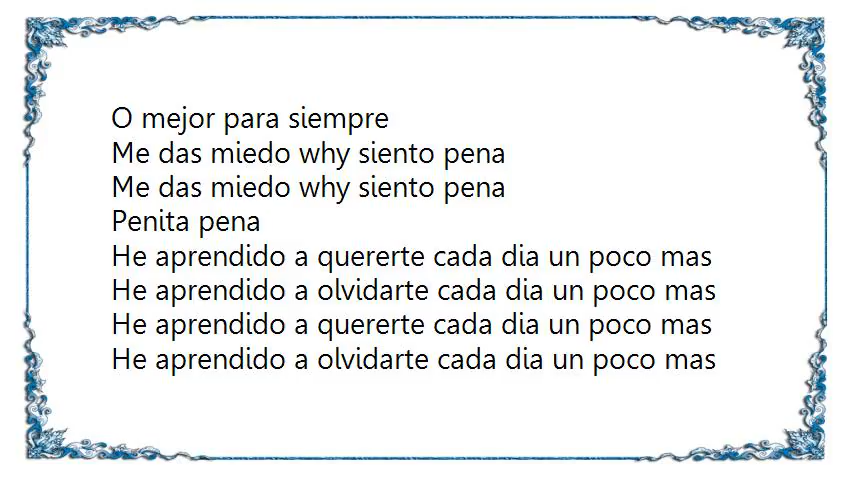 O mejor para siempre
Me das miedo why siento pena
Me das miedo why siento pena
Penita pena
He aprendido a quererte cada dia un poco mas
He aprendido a olvidarte cada dia un poco mas
He aprendido a quererte cada dia un poco mas
He aprendido a olvidarte cada dia un poco mas